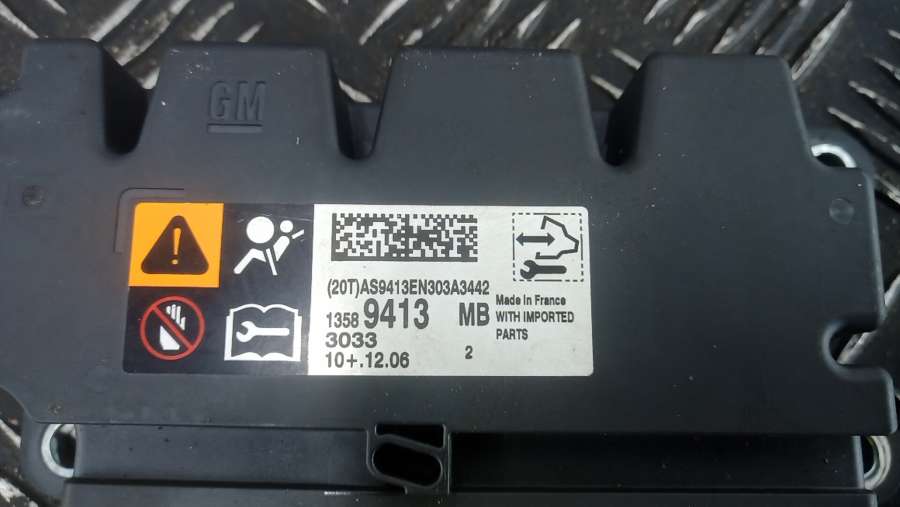 GM
(20T)AS9413EN303A3442
1358 9413 MB
3033
10+.12.06 2
Made In France
WITH IMPORTED
PARTS